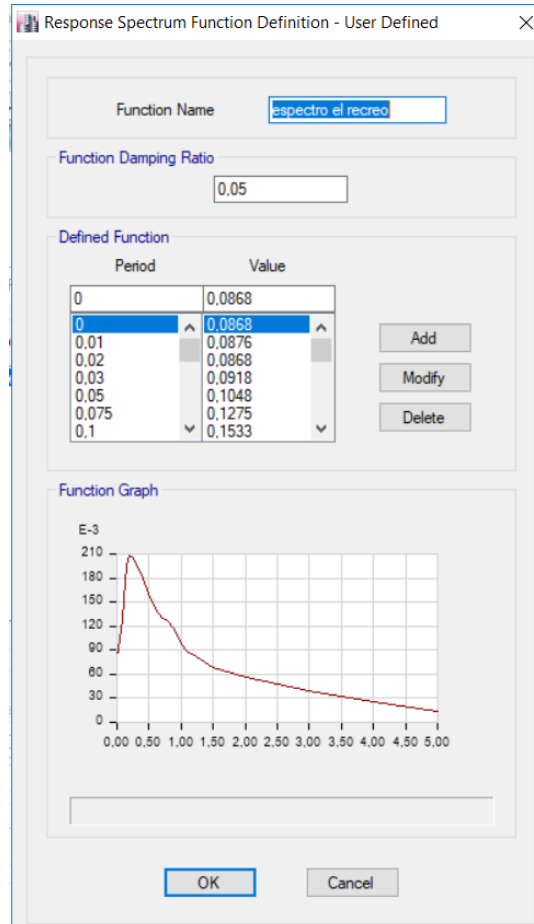 Response Spectrum Function Definition - User Defined
Function Name espectro el recreo
Function Damping Ratio
0,05
Defined Function
Period Value
0 0,0868
0 0,0868
0,01 0,0876
0,02 0,0868
0,03 0,0918
0,05 0,1048
0,075 0,1275
0,1 0,1533
Add
Modify
Delete
Function Graph
E-3
210
180
150
120
90
60
30
0
0,00 0,50 1,00 1,50 2,00 2,50 3,00 3,50 4,00 4,50 5,00
OK Cancel